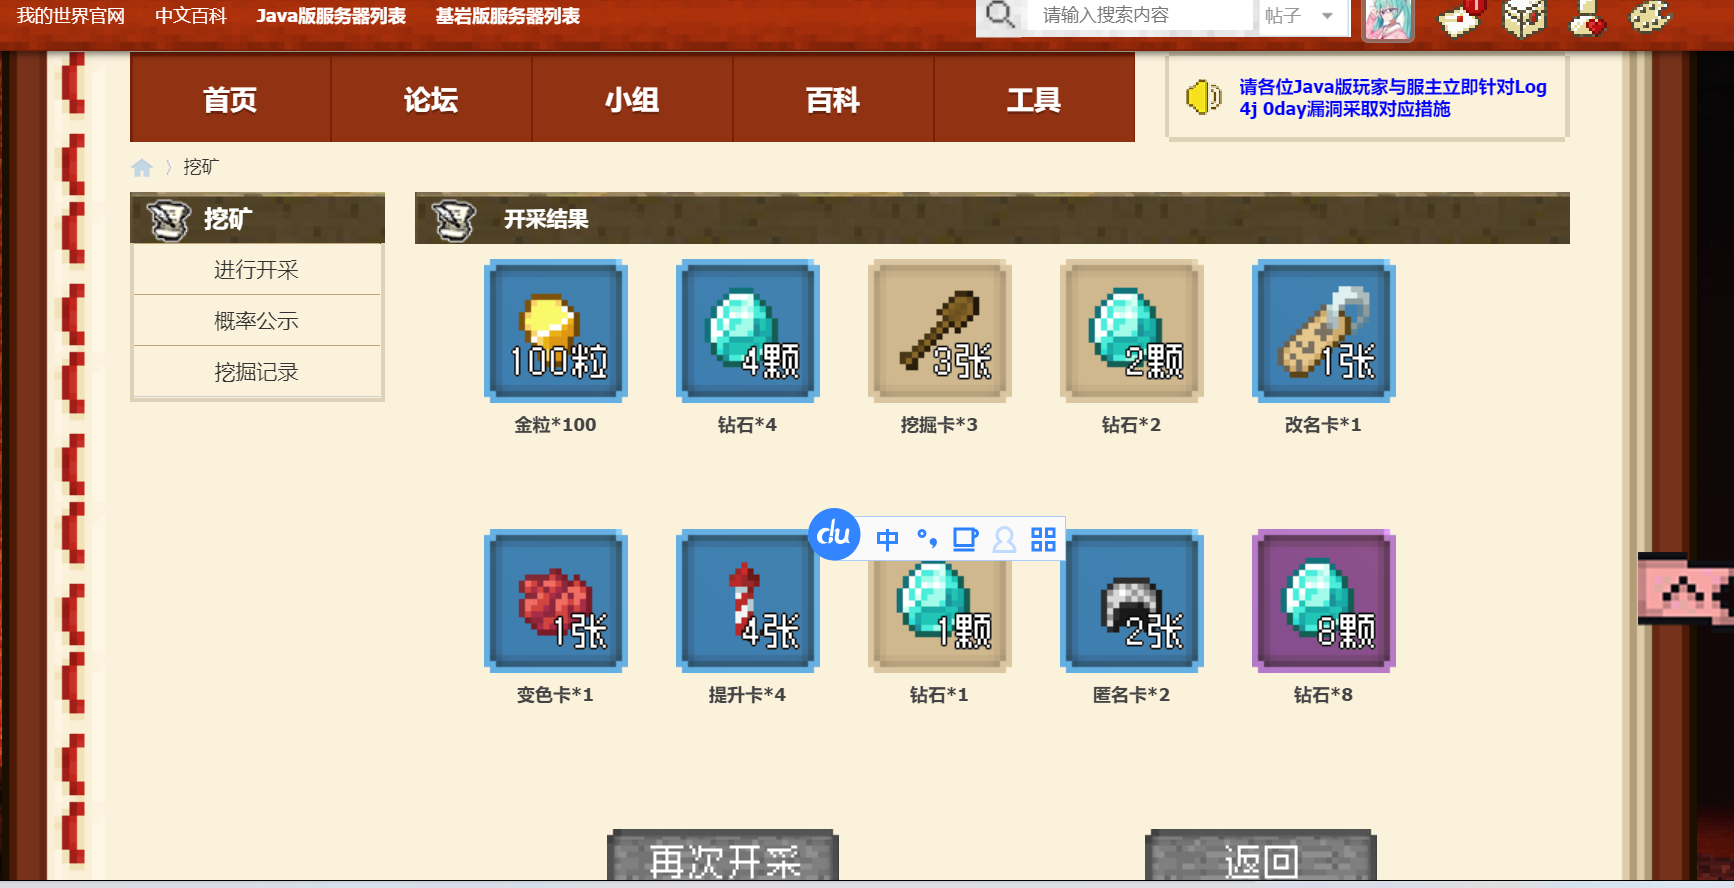 我的世界官网 中文百科 Java版服务器列表 基岩版服务器列表 请输入搜索内容 帖子 1
首页 论坛 小组 百科 工具
请各位Java版玩家与服主立即针对Log
4j 0day漏洞采取对应措施
挖矿
挖矿
进行开采
概率公示
挖掘记录
开采结果
100粒 4颗 3张 2颗 1张
金粒*100 钻石*4 挖掘卡*3 钻石*2 改名卡*1
du 中
1张 4张 1颗 2张 8颗
变色卡*1 提升卡*4 钻石*1 匿名卡*2 钻石*8
再次开采 返回